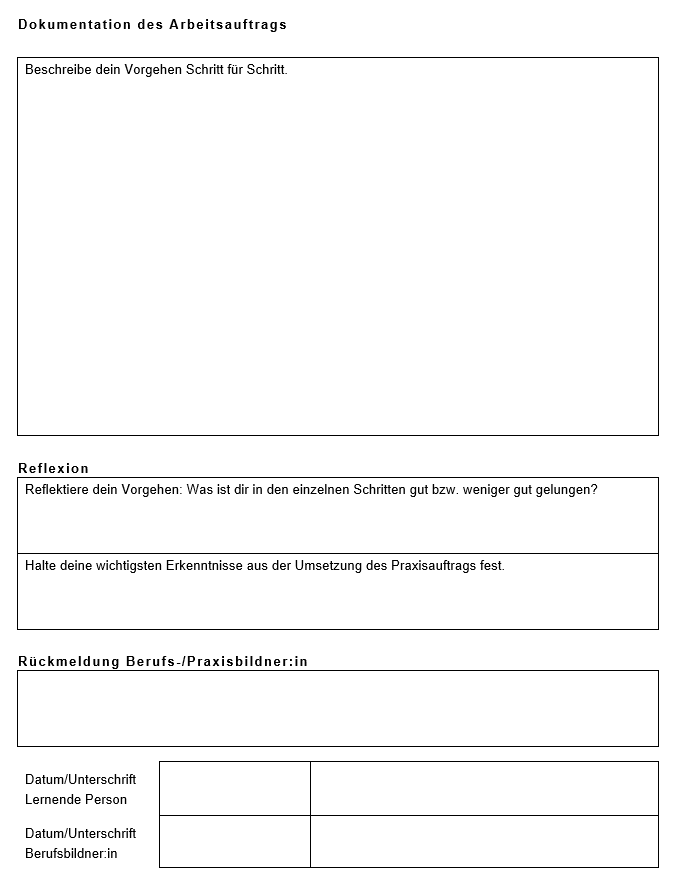 Dokumentation des Arbeitsauftrags
Beschreibe dein Vorgehen Schritt für Schritt.
Reflexion
Reflektiere dein Vorgehen: Was ist dir in den einzelnen Schritten gut bzw. weniger gut gelungen?
Halte deine wichtigsten Erkenntnisse aus der Umsetzung des Praxisauftrags fest.
Rückmeldung Berufs-/Praxisbildner:in
Datum/Unterschrift
Lernende Person
Datum/Unterschrift
Berufsbildner:in